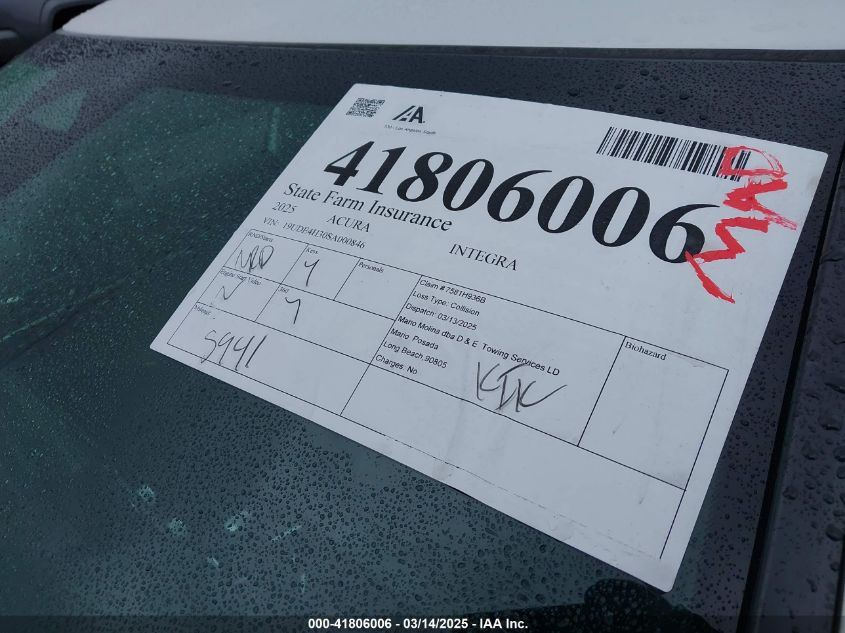 IAA
41806006
State Farm Insurance
2025 ACURA INTEGRA
Keys
Personals
Y
N
Y
5941
Claim #:7581H936B
Loss Type: Collision
Dispatch: 03/13/2025
Mario Molina dba D & E Towing Services LD
Mario Posada
Long Beach, 90805
Charges: No
Biohazard
000-41806006 - 03/14/2025 - IAA Inc.